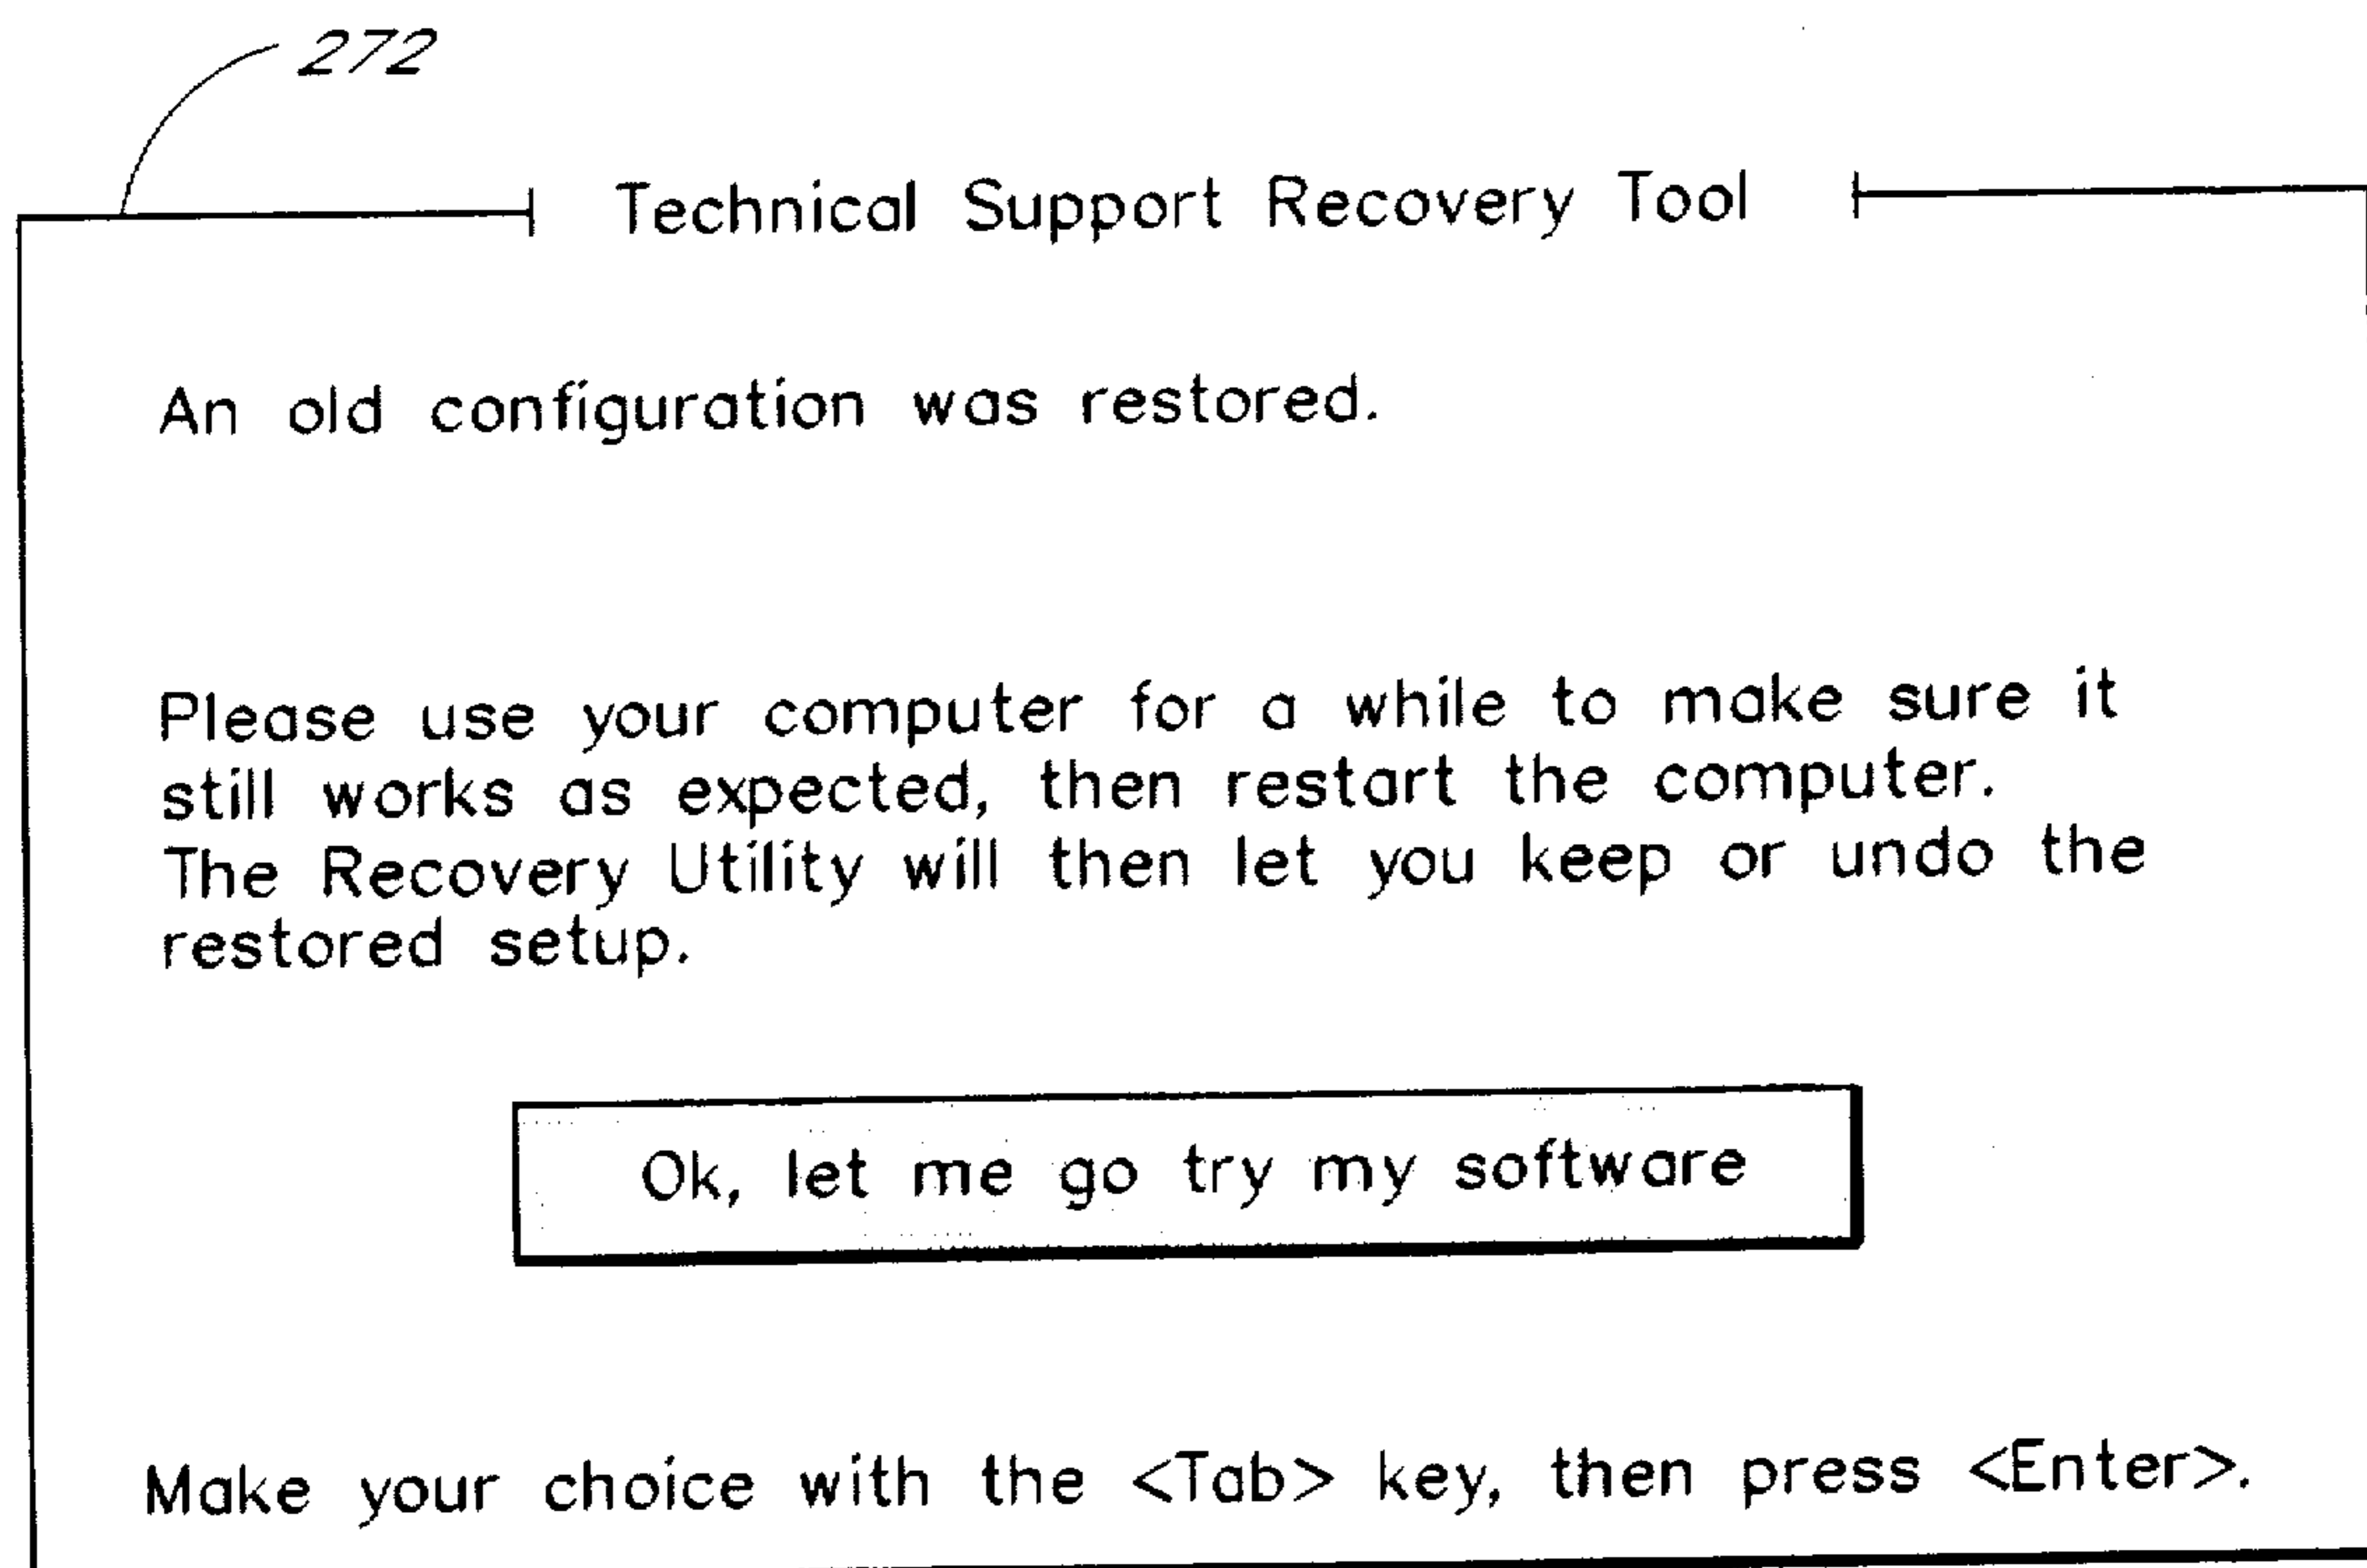 272
Technical Support Recovery Tool
An old configuration was restored.
Please use your computer for a while to make sure it
still works as expected, then restart the computer.
The Recovery Utility will then let you keep or undo the
restored setup.
Ok, let me go try my software
Make your choice with the <Tab> key, then press <Enter>.